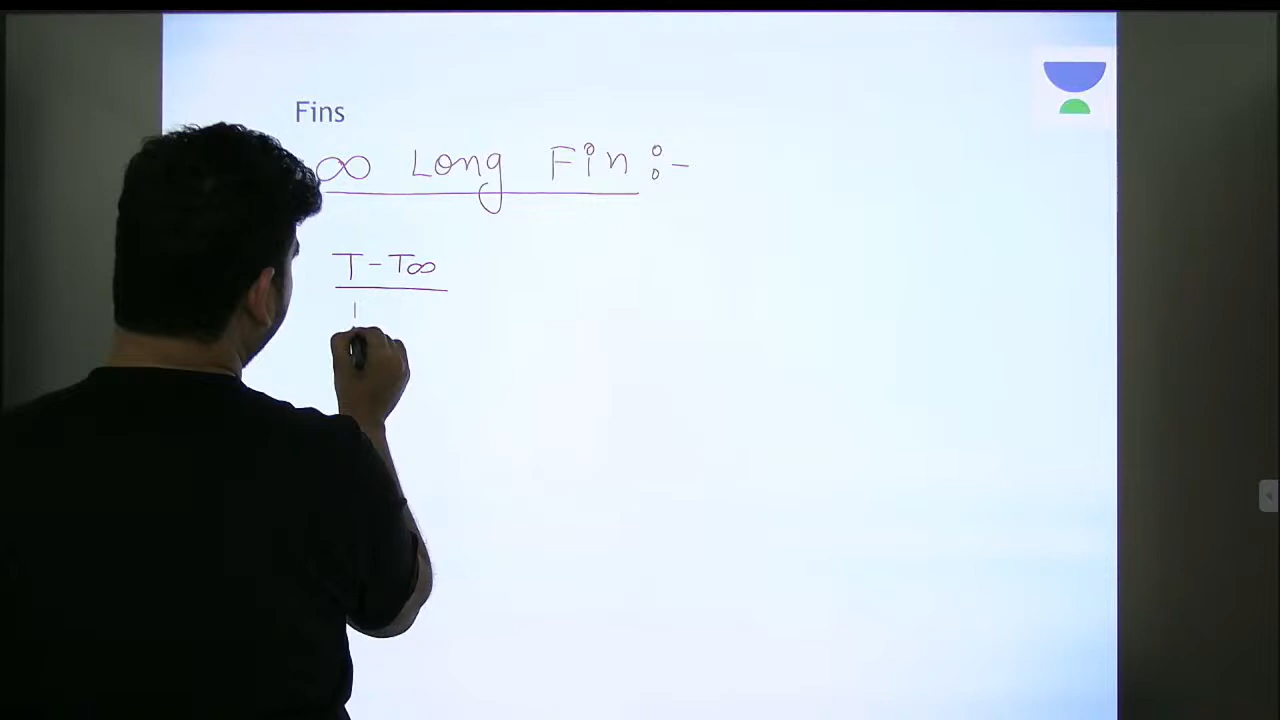 Fins
∞ Long Fin :-
T - T∞